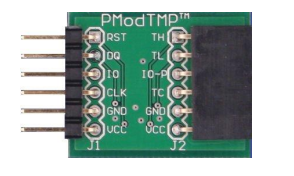 PModTMP™
RST TH
DQ TL
IO IO-P
CLK TC
GND GND
VCC VCC
J1 J2